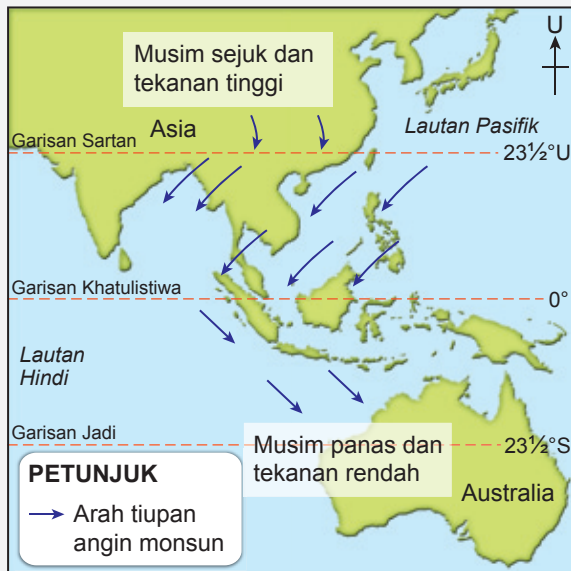 U
Musim sejuk dan
tekanan tinggi
Asia
Lautan Pasifik
Garisan Sartan
23½°U
Garisan Khatulistiwa
0°
Lautan
Hindi
Garisan Jadi
23½°S
Musim panas dan
tekanan rendah
Australia
PETUNJUK
Arah tiupan
angin monsun